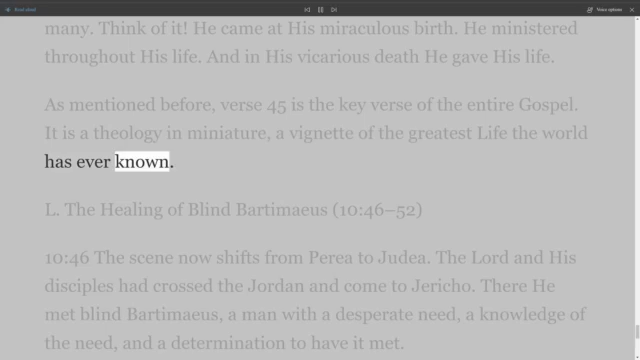 Read aloud
Voice options
many. Think of it! He came at His miraculous birth. He ministered
throughout His life. And in His vicarious death He gave His life.
As mentioned before, verse 45 is the key verse of the entire Gospel.
It is a theology in miniature, a vignette of the greatest Life the world
has ever known.
L. The Healing of Blind Bartimaeus (10:46–52)
10:46 The scene now shifts from Perea to Judea. The Lord and His
disciples had crossed the Jordan and come to Jericho. There He
met blind Bartimaeus, a man with a desperate need, a knowledge of
the need, and a determination to have it met.